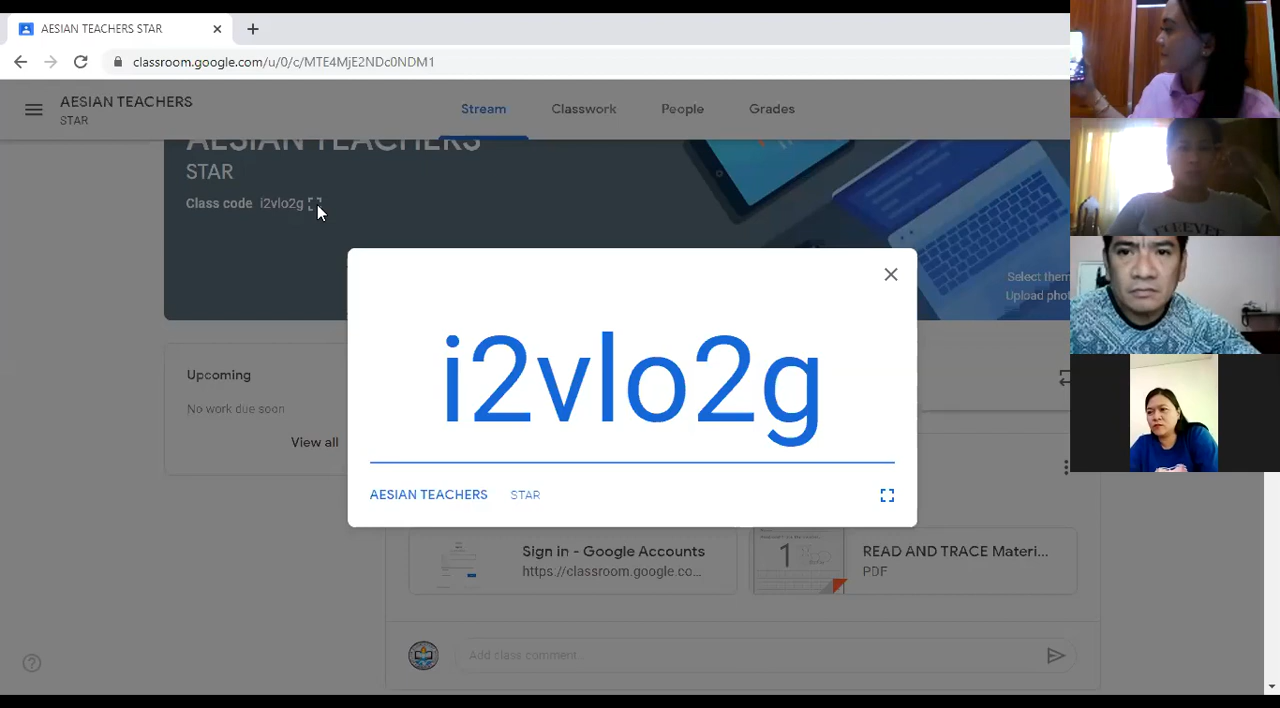 AESIAN TEACHERS STAR
classroom.google.com/u/0/c/MTE4MjE2NDc0NDM1
AESIAN TEACHERS
STAR
Stream
Classwork
People
Grades
AESIAN TEACHERS
STAR
Class code i2vlo2g
Select them
Upload phot
Upcoming
No work due soon
View all
i2vlo2g
AESIAN TEACHERS STAR
Sign in - Google Accounts
https://classroom.google.co...
READ AND TRACE Materi...
PDF
1
Add class comment...
FOREVER